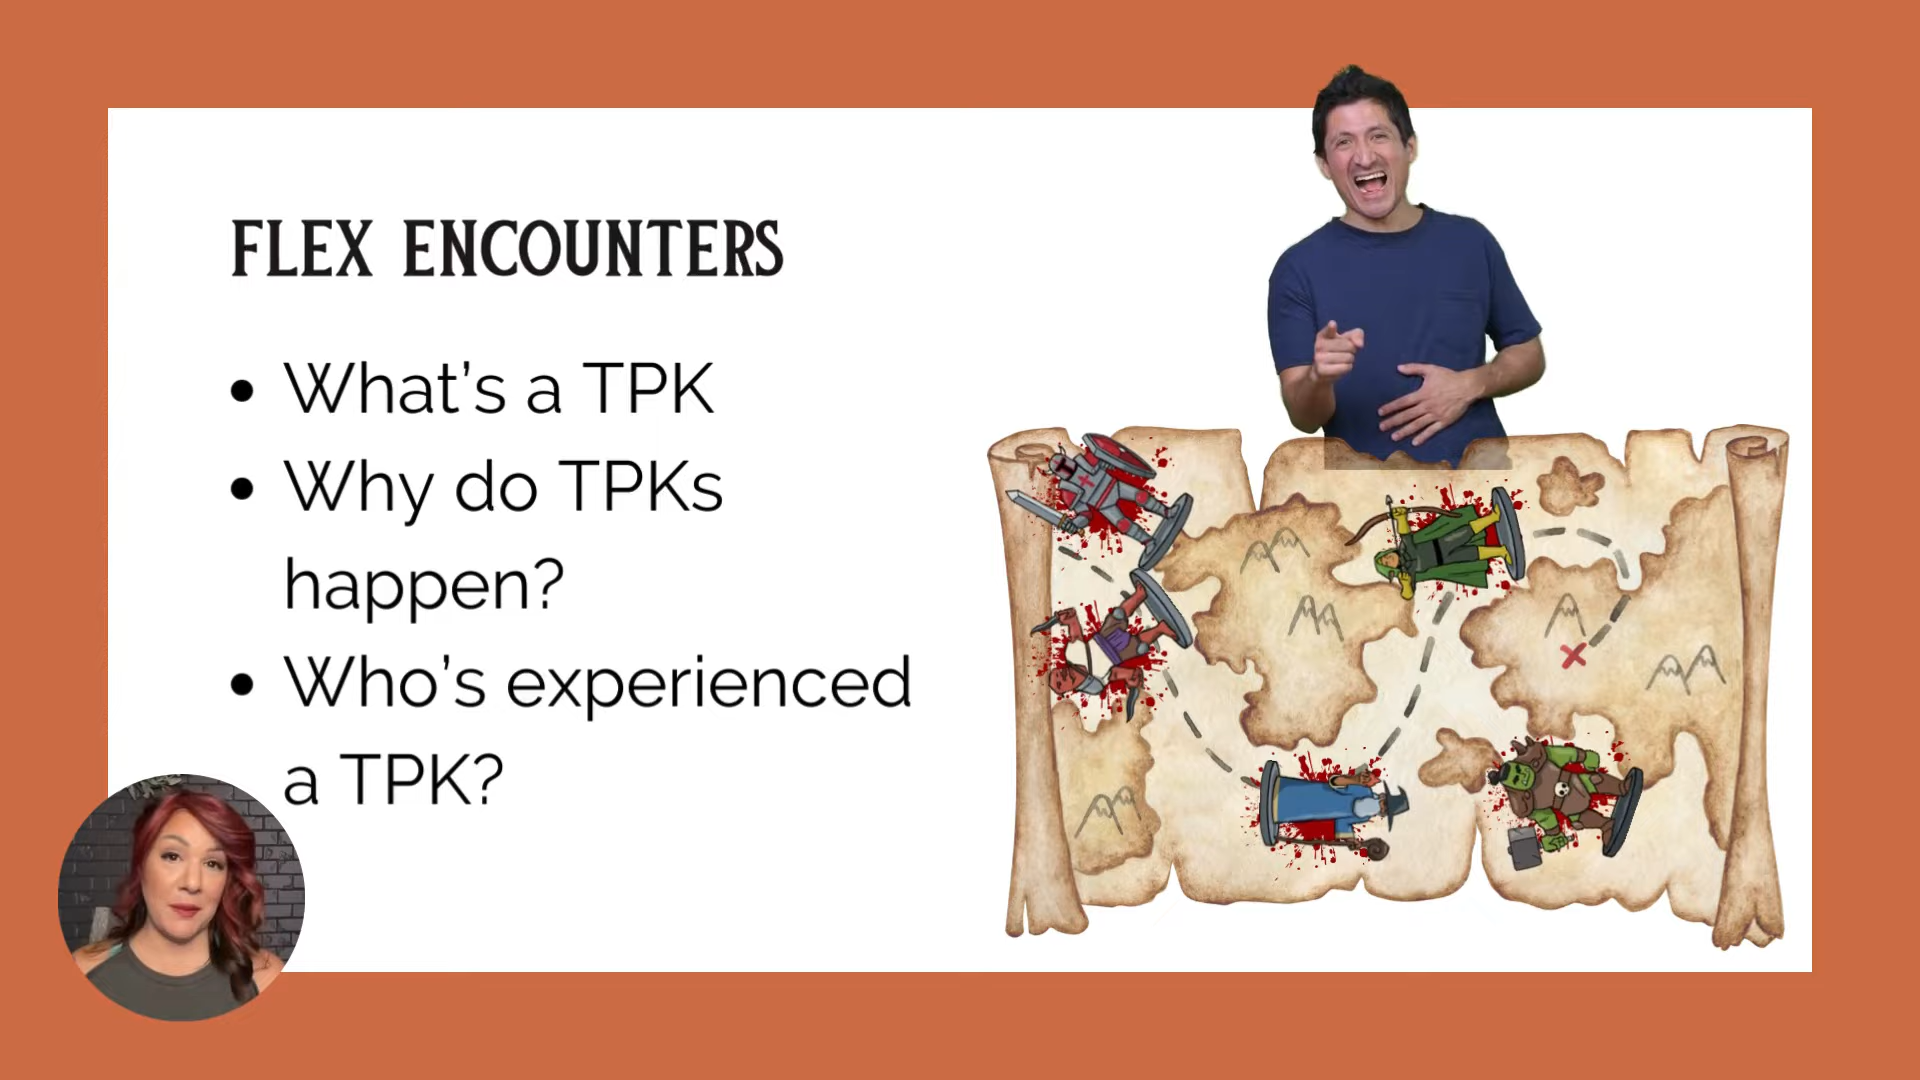 FLEX ENCOUNTERS
What's a TPK
Why do TPKs
happen?
Who's experienced
a TPK?